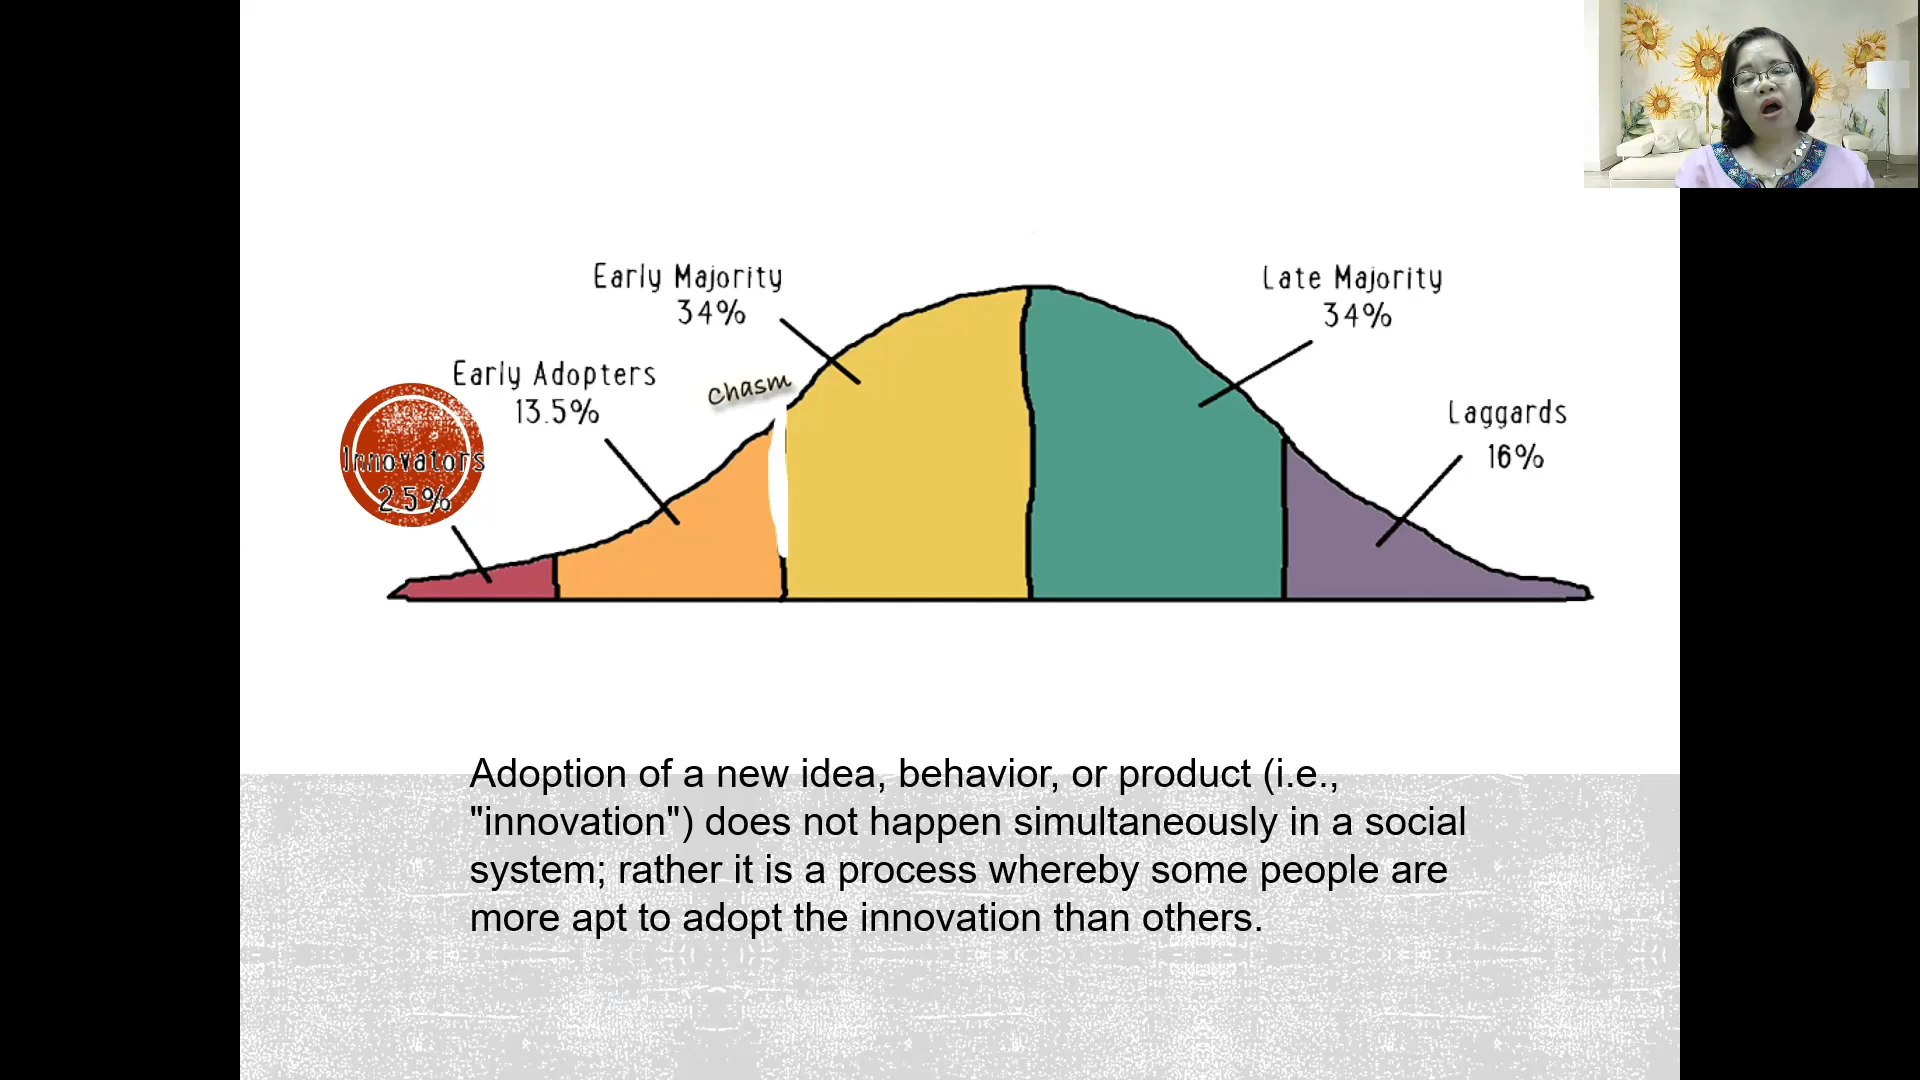 Early Majority
34%
Late Majority
34%
Early Adopters
13.5%
chasm
Laggards
16%
Innovators
2.5%
Adoption of a new idea, behavior, or product (i.e.,
"innovation") does not happen simultaneously in a social
system; rather it is a process whereby some people are
more apt to adopt the innovation than others.